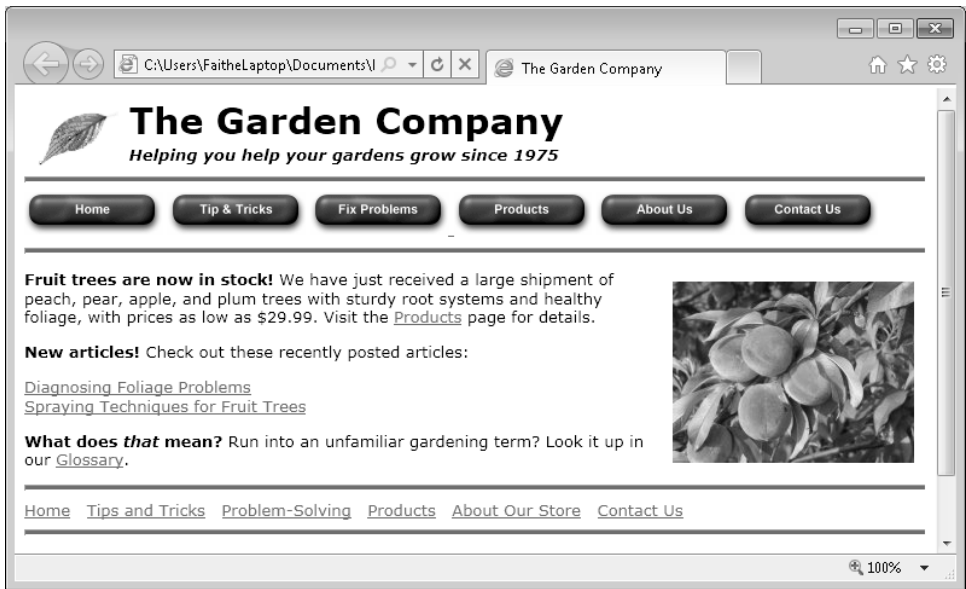 C:\Users\FaitheLaptop\Documents\I
The Garden Company
The Garden Company
Helping you help your gardens grow since 1975
Home Tip & Tricks Fix Problems Products About Us Contact Us
Fruit trees are now in stock! We have just received a large shipment of
peach, pear, apple, and plum trees with sturdy root systems and healthy
foliage, with prices as low as $29.99. Visit the Products page for details.
New articles! Check out these recently posted articles:
Diagnosing Foliage Problems
Spraying Techniques for Fruit Trees
What does that mean? Run into an unfamiliar gardening term? Look it up in
our Glossary.
Home Tips and Tricks Problem-Solving Products About Our Store Contact Us
100%